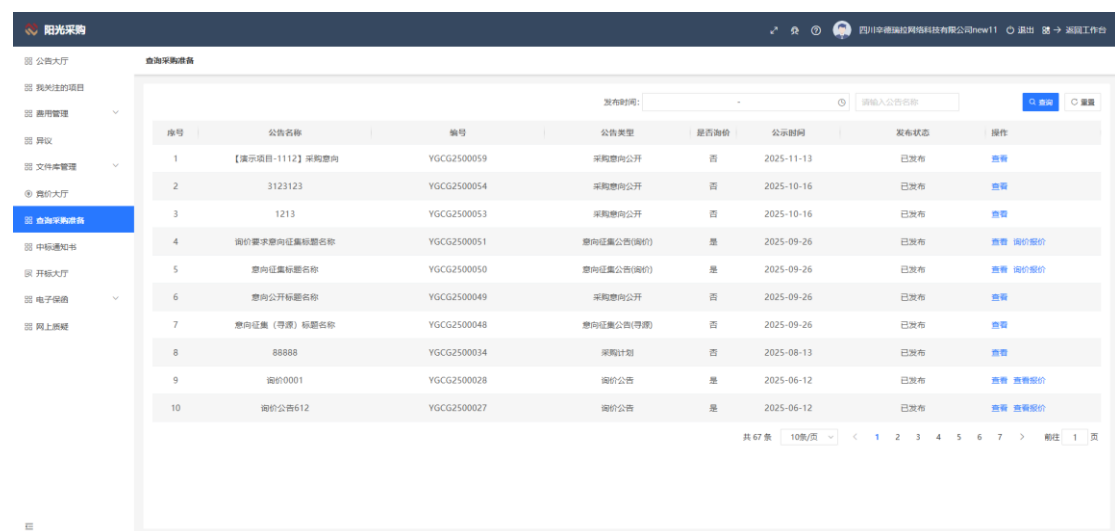 阳光采购
四川辛德瑞拉网络科技有限公司new11 退出 返回工作台
公告大厅
我关注的项目
费用管理
异议
文件库管理
竞价大厅
查询采购准备
中标通知书
开标大厅
电子保函
网上质疑
查询采购准备
发布时间: - 请输入公告名称 查询 重置
序号 公告名称 编号 公告类型 是否询价 公示时间 发布状态 操作
1 【演示项目-1112】采购意向 YGCG2500059 采购意向公开 否 2025-11-13 已发布 查看
2 3123123 YGCG2500054 采购意向公开 否 2025-10-16 已发布 查看
3 1213 YGCG2500053 采购意向公开 否 2025-10-16 已发布 查看
4 询价要求意向征集标题名称 YGCG2500051 意向征集公告(询价) 是 2025-09-26 已发布 查看 询价报价
5 意向征集标题名称 YGCG2500050 意向征集公告(询价) 是 2025-09-26 已发布 查看 询价报价
6 意向公开标题名称 YGCG2500049 采购意向公开 否 2025-09-26 已发布 查看
7 意向征集（寻源）标题名称 YGCG2500048 意向征集公告(寻源) 否 2025-09-26 已发布 查看
8 88888 YGCG2500034 采购计划 否 2025-08-13 已发布 查看
9 询价0001 YGCG2500028 询价公告 是 2025-06-12 已发布 查看 查看报价
10 询价公告612 YGCG2500027 询价公告 是 2025-06-12 已发布 查看 查看报价
共 67 条 10条/页 < 1 2 3 4 5 6 7 > 前往 1 页